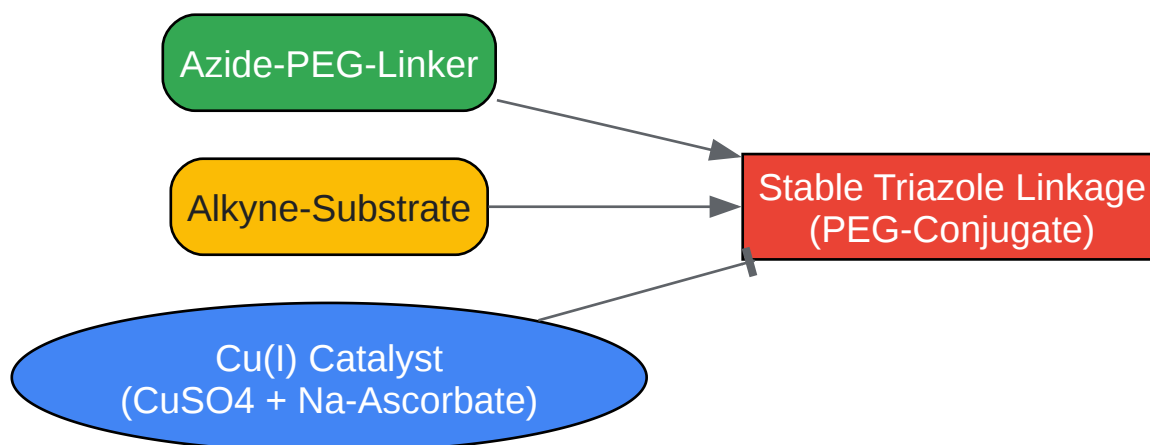 Azide-PEG-Linker
Alkyne-Substrate
Stable Triazole Linkage
(PEG-Conjugate)
Cu(I) Catalyst
(CuSO4 + Na-Ascorbate)